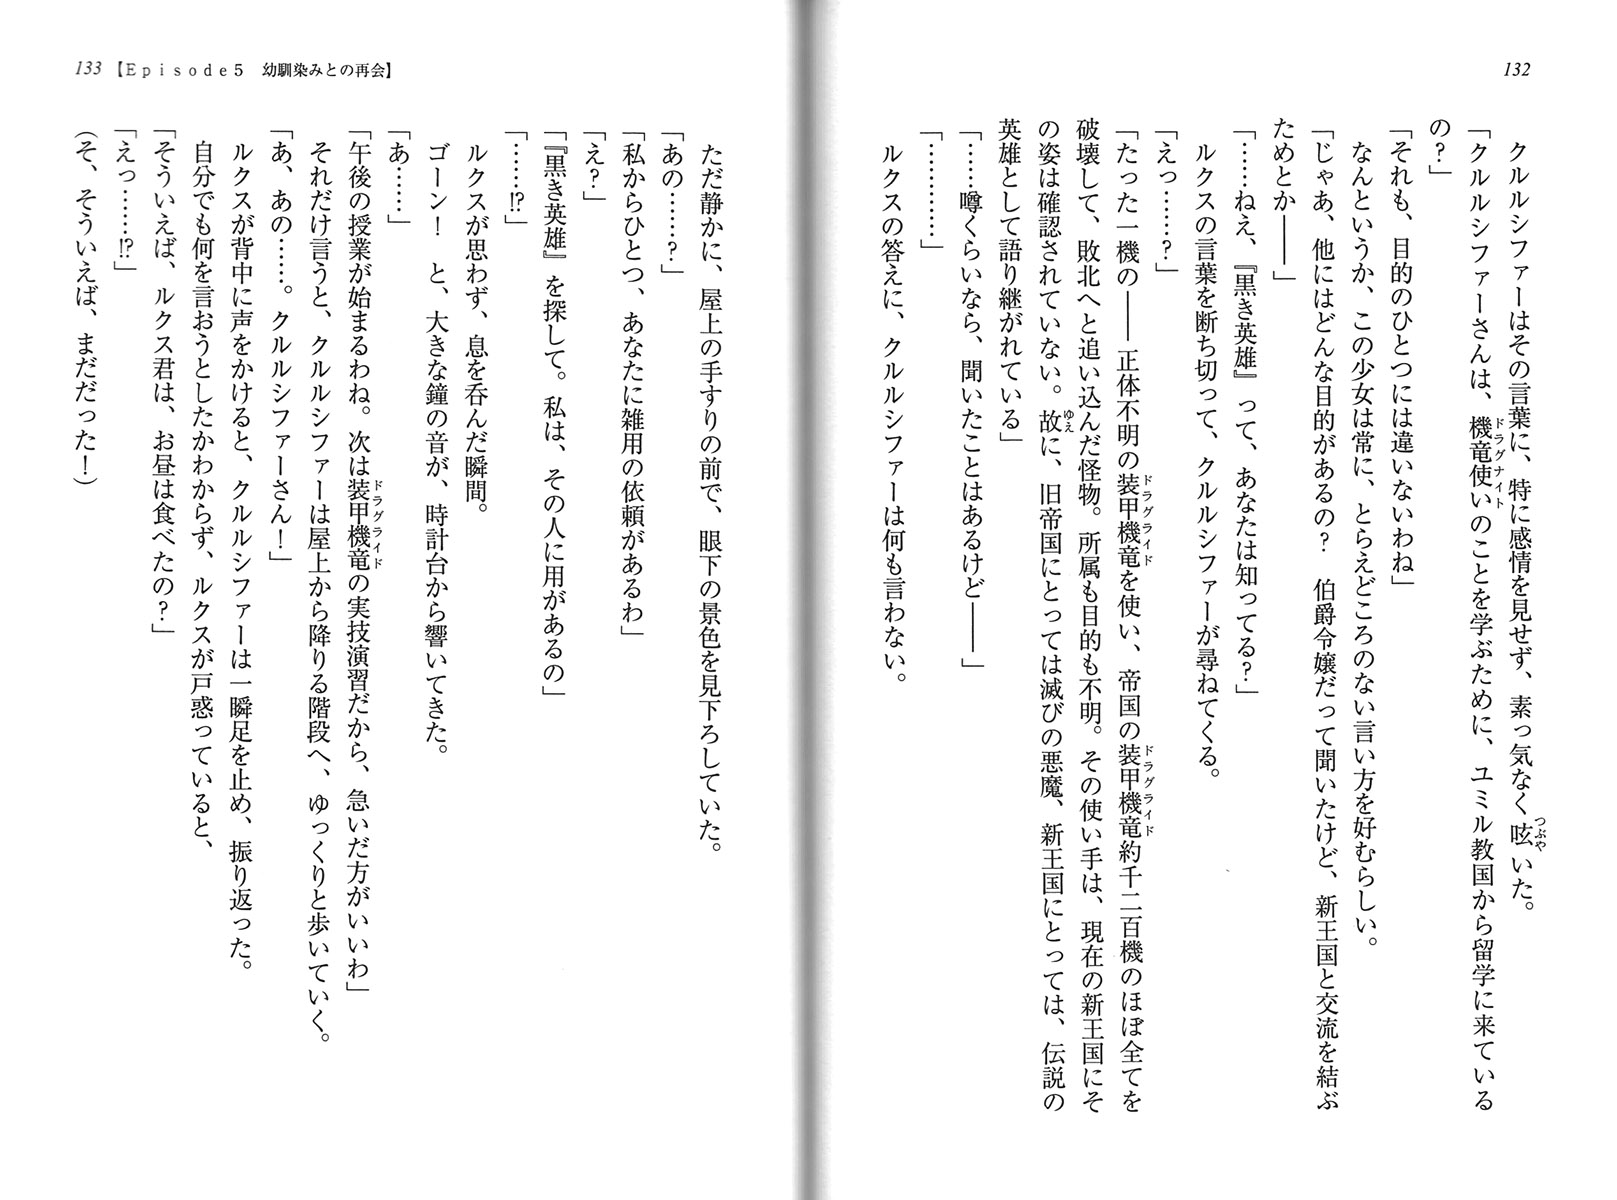 132
クルルシファーはその言葉に、特に感情を見せず、素っ気なく呟いた。
「クルルシファーさんは、機竜使いのことを学ぶために、ユミル教国から留学に来ている
の？」
「それも、目的のひとつには違いないわね」
なんというか、この少女は常に、とらえどころのない言い方を好むらしい。
「じゃあ、他にはどんな目的があるの？　伯爵令嬢だって聞いたけど、新王国と交流を結ぶ
ためとか――」
「……ねえ、『黒き英雄』って、あなたは知ってる？」
ルクスの言葉を断ち切って、クルルシファーが尋ねてくる。
「えっ……？」
「たった一機の――正体不明の装甲機竜を使い、帝国の装甲機竜約千二百機のほぼ全てを
破壊して、敗北へと追い込んだ怪物。所属も目的も不明。その使い手は、現在の新王国にそ
の姿は確認されていない。故に、旧帝国にとっては滅びの悪魔、新王国にとっては、伝説の
英雄として語り継がれている」
「……噂くらいなら、聞いたことはあるけど――」
「…………」
ルクスの答えに、クルルシファーは何も言わない。
133 【Episode5　幼馴染みとの再会】
ただ静かに、屋上の手すりの前で、眼下の景色を見下ろしていた。
「あの……？」
「私からひとつ、あなたに雑用の依頼があるわ」
「え？」
「『黒き英雄』を探して。私は、その人に用があるの」
「……!?」
ルクスが思わず、息を呑んだ瞬間。
ゴーン！　と、大きな鐘の音が、時計台から響いてきた。
「あ……」
「午後の授業が始まるわね。次は装甲機竜の実技演習だから、急いだ方がいいわ」
それだけ言うと、クルルシファーは屋上から降りる階段へ、ゆっくりと歩いていく。
「あ、あの……。クルルシファーさん！」
ルクスが背中に声をかけると、クルルシファーは一瞬足を止め、振り返った。
自分でも何を言おうとしたかわからず、ルクスが戸惑っていると、
「そういえば、ルクス君は、お昼は食べたの？」
「えっ……!?」
（そ、そういえば、まだだった！）